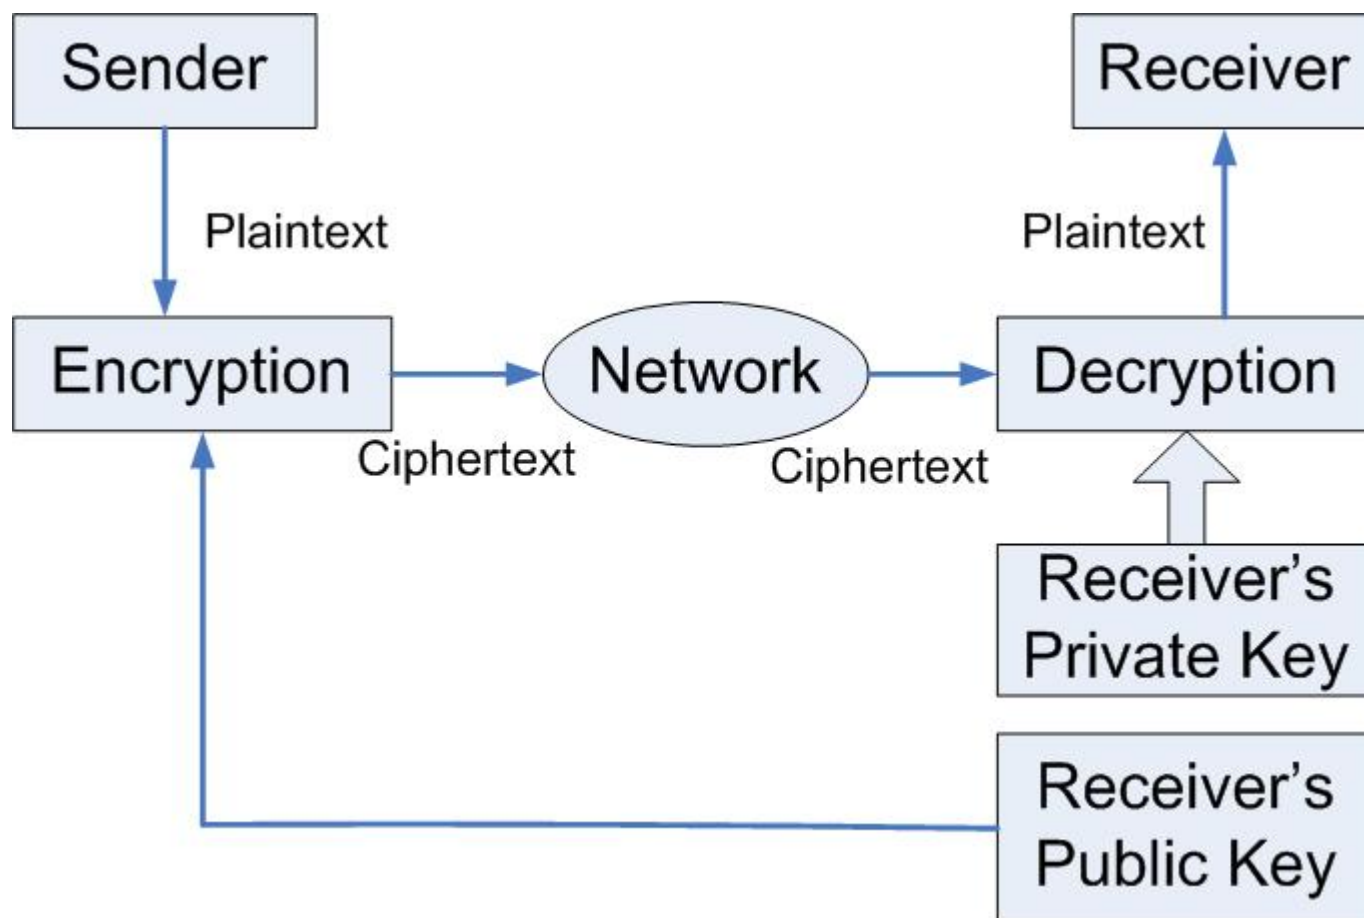 Sender
Receiver
Plaintext
Plaintext
Encryption
Network
Decryption
Ciphertext
Ciphertext
Receiver’s
Private Key
Receiver’s
Public Key